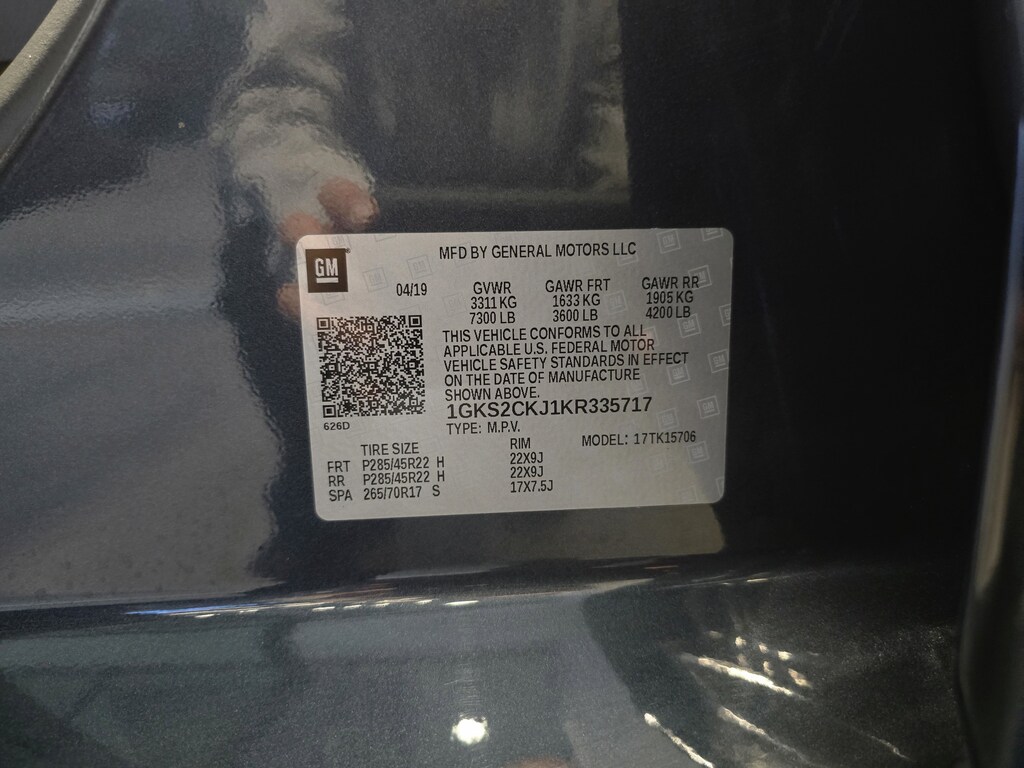 GM
MFD BY GENERAL MOTORS LLC
04/19 GVWR GAWR FRT GAWR RR
3311 KG 1633 KG 1905 KG
7300 LB 3600 LB 4200 LB
THIS VEHICLE CONFORMS TO ALL
APPLICABLE U.S. FEDERAL MOTOR
VEHICLE SAFETY STANDARDS IN EFFECT
ON THE DATE OF MANUFACTURE
SHOWN ABOVE.
1GKS2CKJ1KR335717
626D
TYPE: M.P.V. MODEL: 17TK15706
TIRE SIZE RIM
FRT P285/45R22 H 22X9J
RR P285/45R22 H 22X9J
SPA 265/70R17 S 17X7.5J